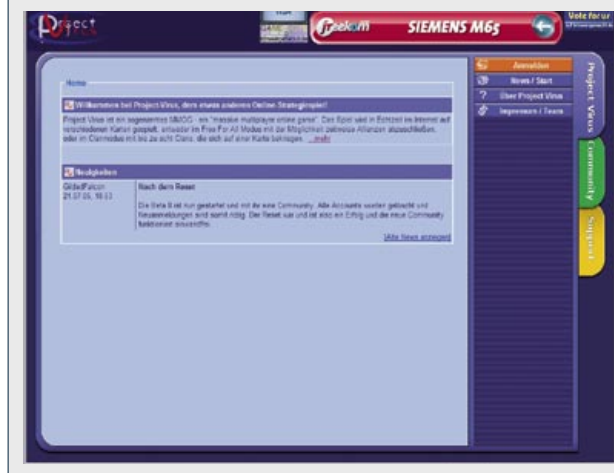 Project
freekom SIEMENS M65
Vote for us
Home
Willkommen bei Project Virus, dem etwas anderen Online-Strategiespiel!
Project Virus ist ein sogenanntes MMOG - ein "massive multiplayer online game". Das Spiel wird in Echtzeit im Internet auf
verschiedenen Karten gespielt, entweder im Free For All Modus mit der Möglichkeit zeitweise Allianzen abzuschließen,
oder im Clanmodus mit bis zu acht Clans, die sich auf einer Karte bekriegen. ...mehr
Neuigkeiten
GildedFalcon
Nach dem Reset
Die Beta 8 ist nun gestartet und mit ihr eine Community. Alle Accounts wurden gelöscht und
Neuanmeldungen sind somit nötig. Der Reset war und ist also ein Erfolg und die neue Community
funktioniert einwandfrei.
[Alle News anzeigen]
Anmelden
News / Start
Über Project Virus
Impressum / Team
Project Virus
Community
Support